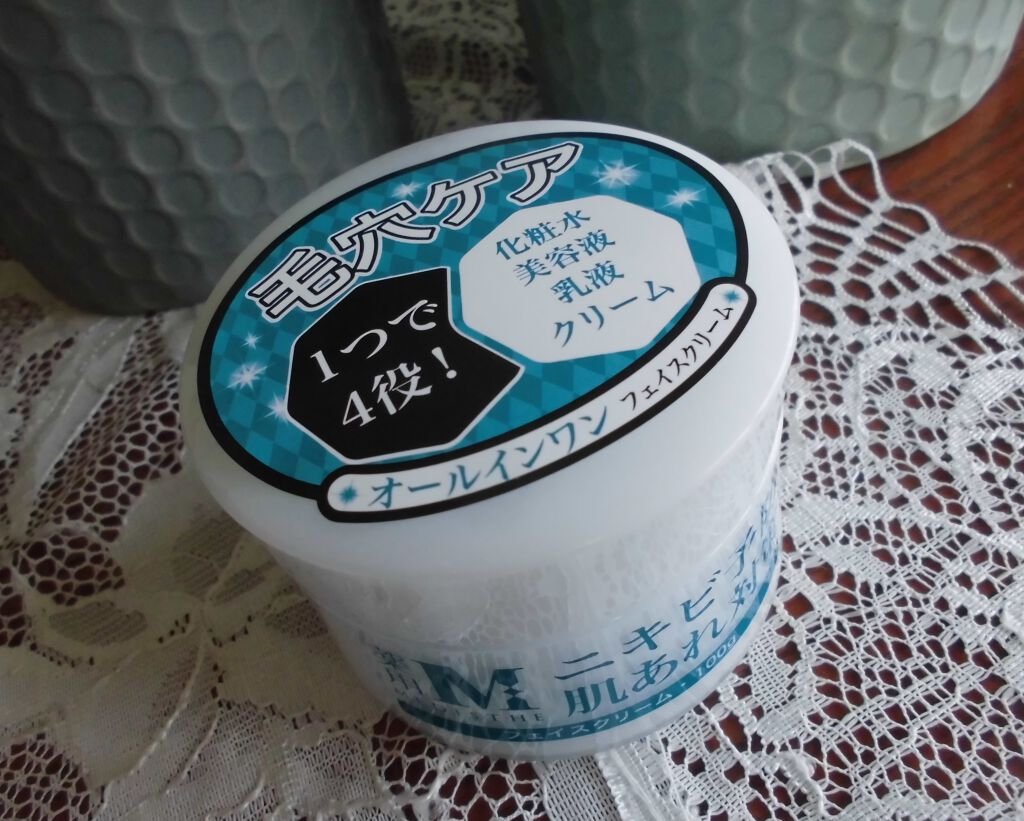 毛穴ケア
1つで
4役！
化粧水
美容液
乳液
クリーム
オールインワン フェイスクリーム
薬用
M
ニキビ予
肌あれ対
フェイスクリーム・100g